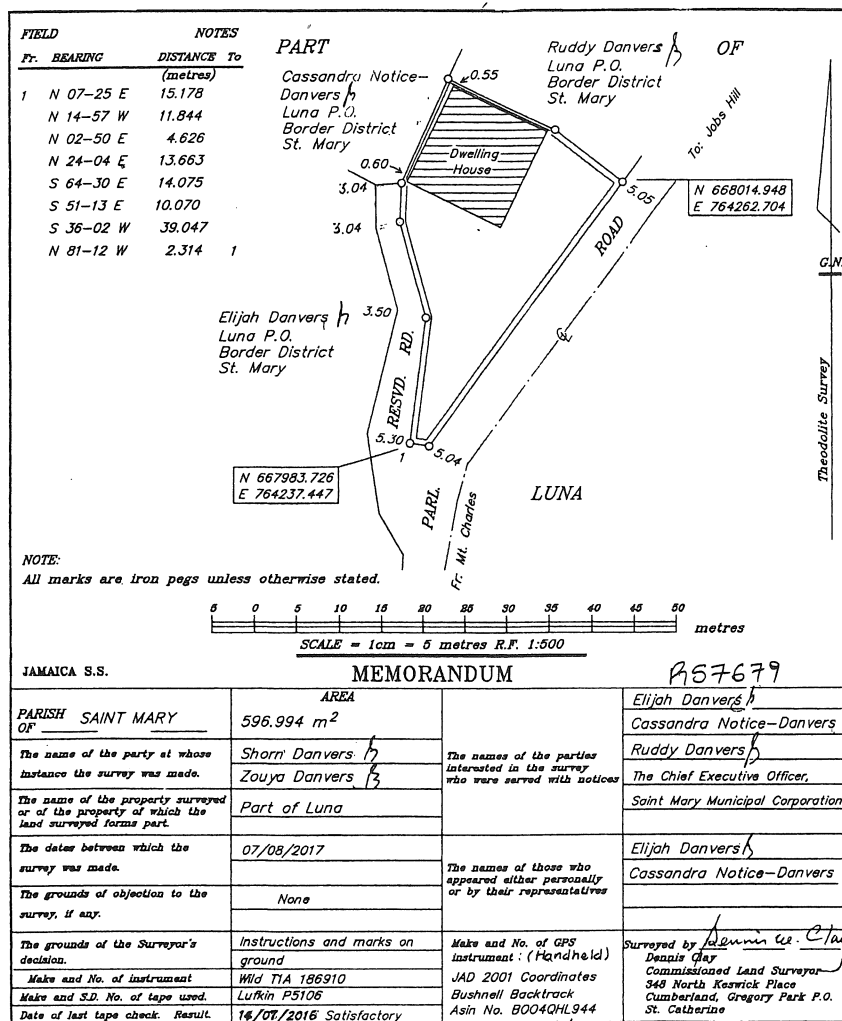 FIELD NOTES
Fr. BEARING DISTANCE To
(metres)
1 N 07-25 E 15.178
N 14-57 W 11.844
N 02-50 E 4.626
N 24-04 E 13.663
S 64-30 E 14.075
S 51-13 E 10.070
S 36-02 W 39.047
N 81-12 W 2.314 1
PART OF
Cassandra Notice-
Danvers
Luna P.O.
Border District
St. Mary
Ruddy Danvers
Luna P.O.
Border District
St. Mary
0.55
To: Jobs Hill
Dwelling
House
0.60
3.04
3.04
5.05
N 668014.948
E 764262.704
ROAD
G.N.
Elijah Danvers
Luna P.O.
Border District
St. Mary
3.50
RESVD. RD.
Theodolite Survey
5.30
1
5.04
N 667983.726
E 764237.447
PARL.
Fr. Mt. Charles
LUNA
NOTE:
All marks are iron pegs unless otherwise stated.
5 0 5 10 15 20 25 30 35 40 45 50
metres
SCALE = 1cm = 5 metres R.F. 1:500
JAMAICA S.S.
MEMORANDUM
R57679
PARISH OF SAINT MARY
AREA
596.994 m²
The name of the party at whose
instance the survey was made.
Shorn Danvers
Zouya Danvers
The names of the parties
interested in the survey
who were served with notices
Elijah Danvers
Cassandra Notice-Danvers
Ruddy Danvers
The Chief Executive Officer,
Saint Mary Municipal Corporation
The name of the property surveyed
or of the property of which the
land surveyed forms part.
Part of Luna
The dates between which the
survey was made.
07/08/2017
The names of those who
appeared either personally
or by their representatives
Elijah Danvers
Cassandra Notice-Danvers
The grounds of objection to the
survey, if any.
None
The grounds of the Surveyor's
decision.
Instructions and marks on
ground
Make and No. of instrument
Wild T1A 186910
Make and S.D. No. of tape used.
Lufkin P5106
Date of last tape check. Result.
14/07/2016 Satisfactory
Make and No. of GPS
instrument : (Handheld)
JAD 2001 Coordinates
Bushnell Backtrack
Asin No. B004QHL944
Surveyed by
Dennis Clay
Commissioned Land Surveyor
348 North Keswick Place
Cumberland, Gregory Park P.O.
St. Catherine